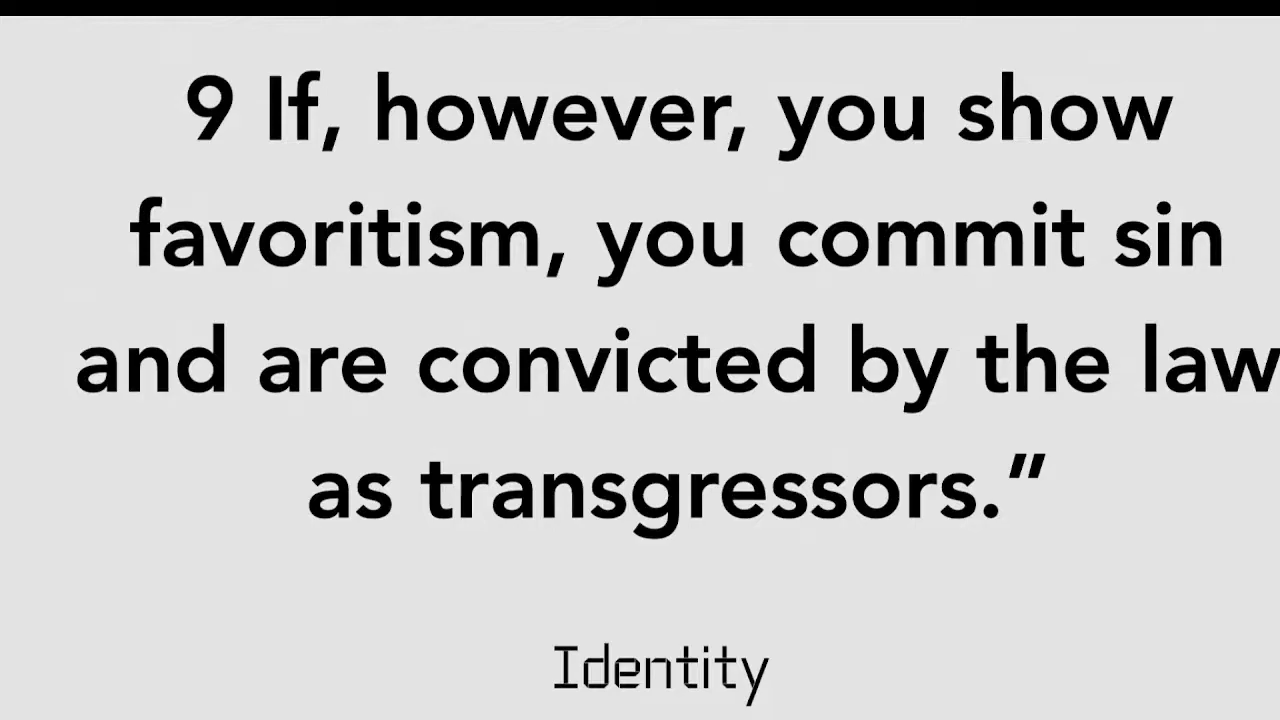 9 If, however, you show
favoritism, you commit sin
and are convicted by the law
as transgressors.”
Identity